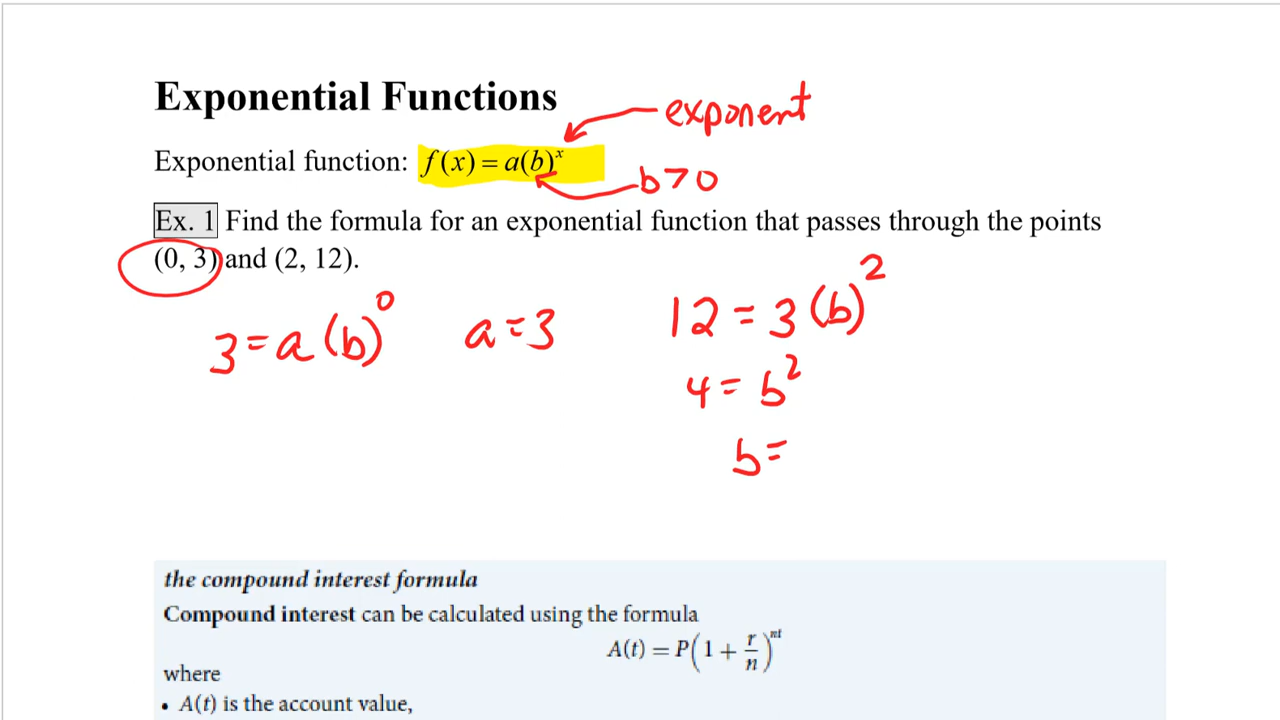 Exponential Functions
exponent
Exponential function: f(x) = a(b)^x
b>0
Ex. 1 Find the formula for an exponential function that passes through the points
(0, 3) and (2, 12).
3 = a(b)^0
a = 3
12 = 3(b)^2
4 = b^2
b =
the compound interest formula
Compound interest can be calculated using the formula
A(t) = P(1 + r/n)^nt
where
• A(t) is the account value,